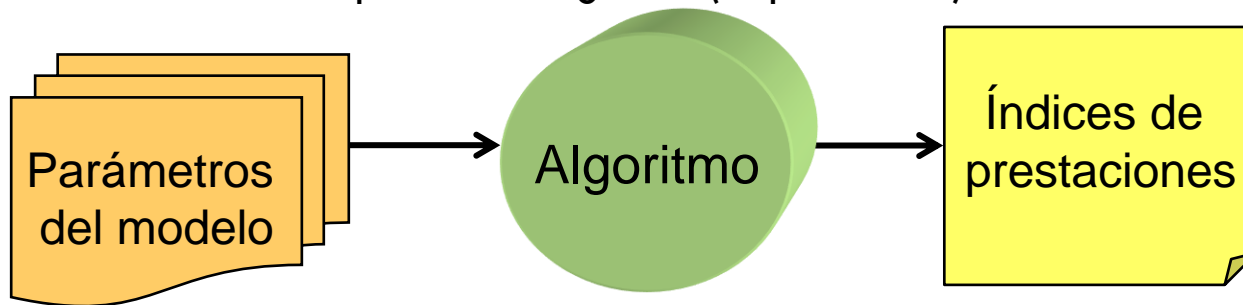 Parámetros
del modelo
Algoritmo
Índices de
prestaciones